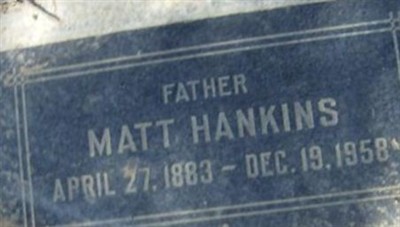 FATHER
MATT HANKINS
APRIL 27, 1883 - DEC. 19, 1958